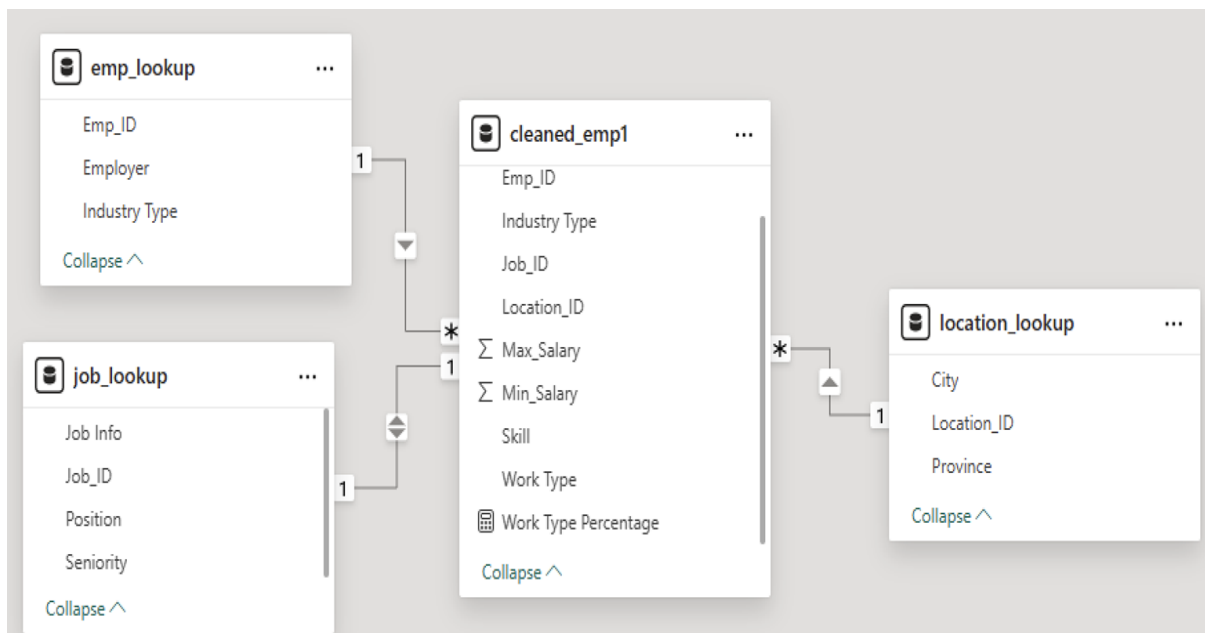 emp_lookup
...
Emp_ID
Employer
Industry Type
Collapse
1
*
cleaned_emp1
...
Emp_ID
Industry Type
Job_ID
Location_ID
Σ Max_Salary
Σ Min_Salary
Skill
Work Type
Work Type Percentage
Collapse
job_lookup
...
Job Info
Job_ID
Position
Seniority
Collapse
1
1
location_lookup
...
City
Location_ID
Province
Collapse
*
1